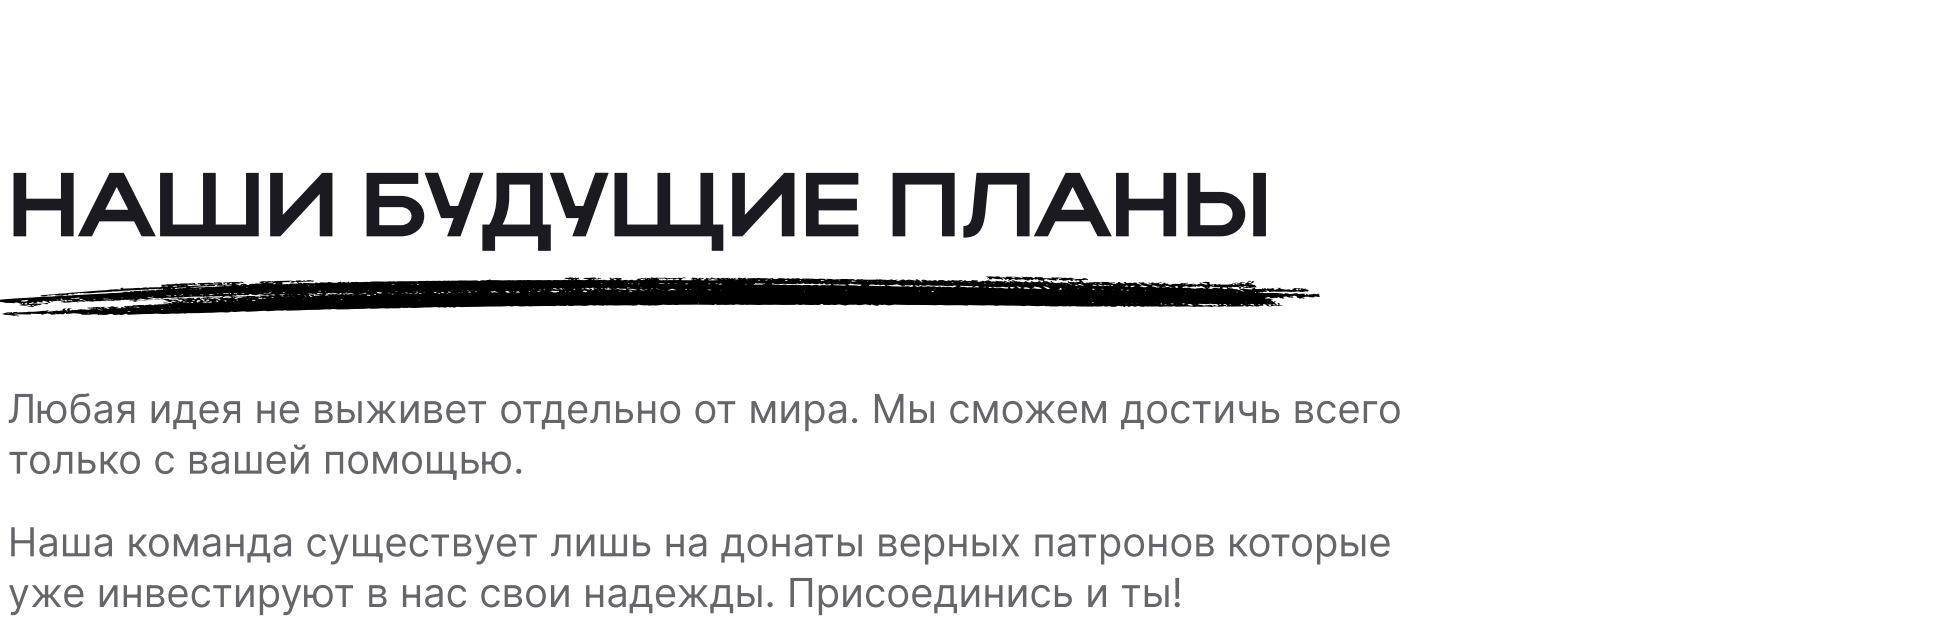 НАШИ БУДУЩИЕ ПЛАНЫ
Любая идея не выживет отдельно от мира. Мы сможем достичь всего
только с вашей помощью.
Наша команда существует лишь на донаты верных патронов которые
уже инвестируют в нас свои надежды. Присоединись и ты!